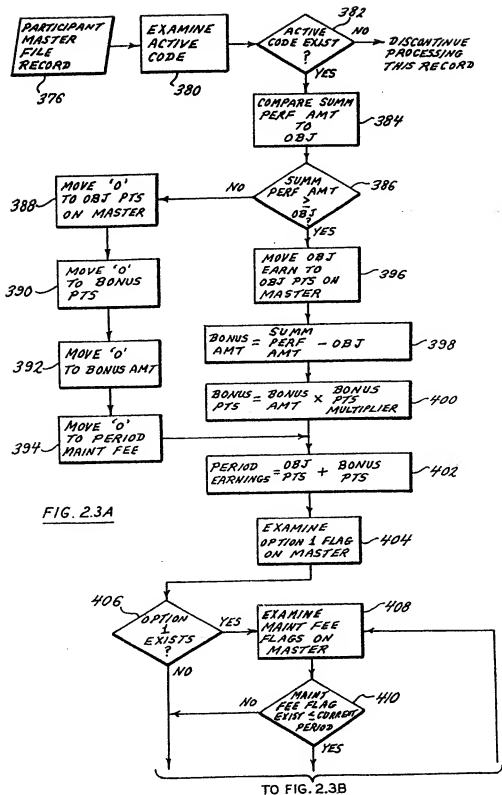 PARTICIPANT
MASTER
FILE
RECORD
376
EXAMINE
ACTIVE
CODE
380
382
ACTIVE
CODE EXIST
?
NO
DISCONTINUE
PROCESSING
THIS RECORD
YES
COMPARE SUMM
PERF AMT
TO
OBJ
384
SUMM
PERF AMT
≥
OBJ
?
386
NO
YES
388
MOVE 'O'
TO OBJ PTS
ON MASTER
390
MOVE 'O'
TO BONUS
PTS
392
MOVE 'O'
TO BONUS AMT
394
MOVE 'O'
TO PERIOD
MAINT FEE
MOVE OBJ
EARN TO
OBJ PTS ON
MASTER
396
BONUS AMT = SUMM PERF AMT - OBJ
398
BONUS PTS = BONUS AMT × BONUS PTS MULTIPLIER
400
PERIOD EARNINGS = OBJ PTS + BONUS PTS
402
FIG. 2.3A
EXAMINE
OPTION 1 FLAG
ON MASTER
404
406
OPTION
1
EXISTS
?
YES
NO
EXAMINE
MAINT FEE
FLAGS ON
MASTER
408
MAINT
FEE FLAG
EXIST ≤ CURRENT
PERIOD
410
NO
YES
TO FIG. 2.3B